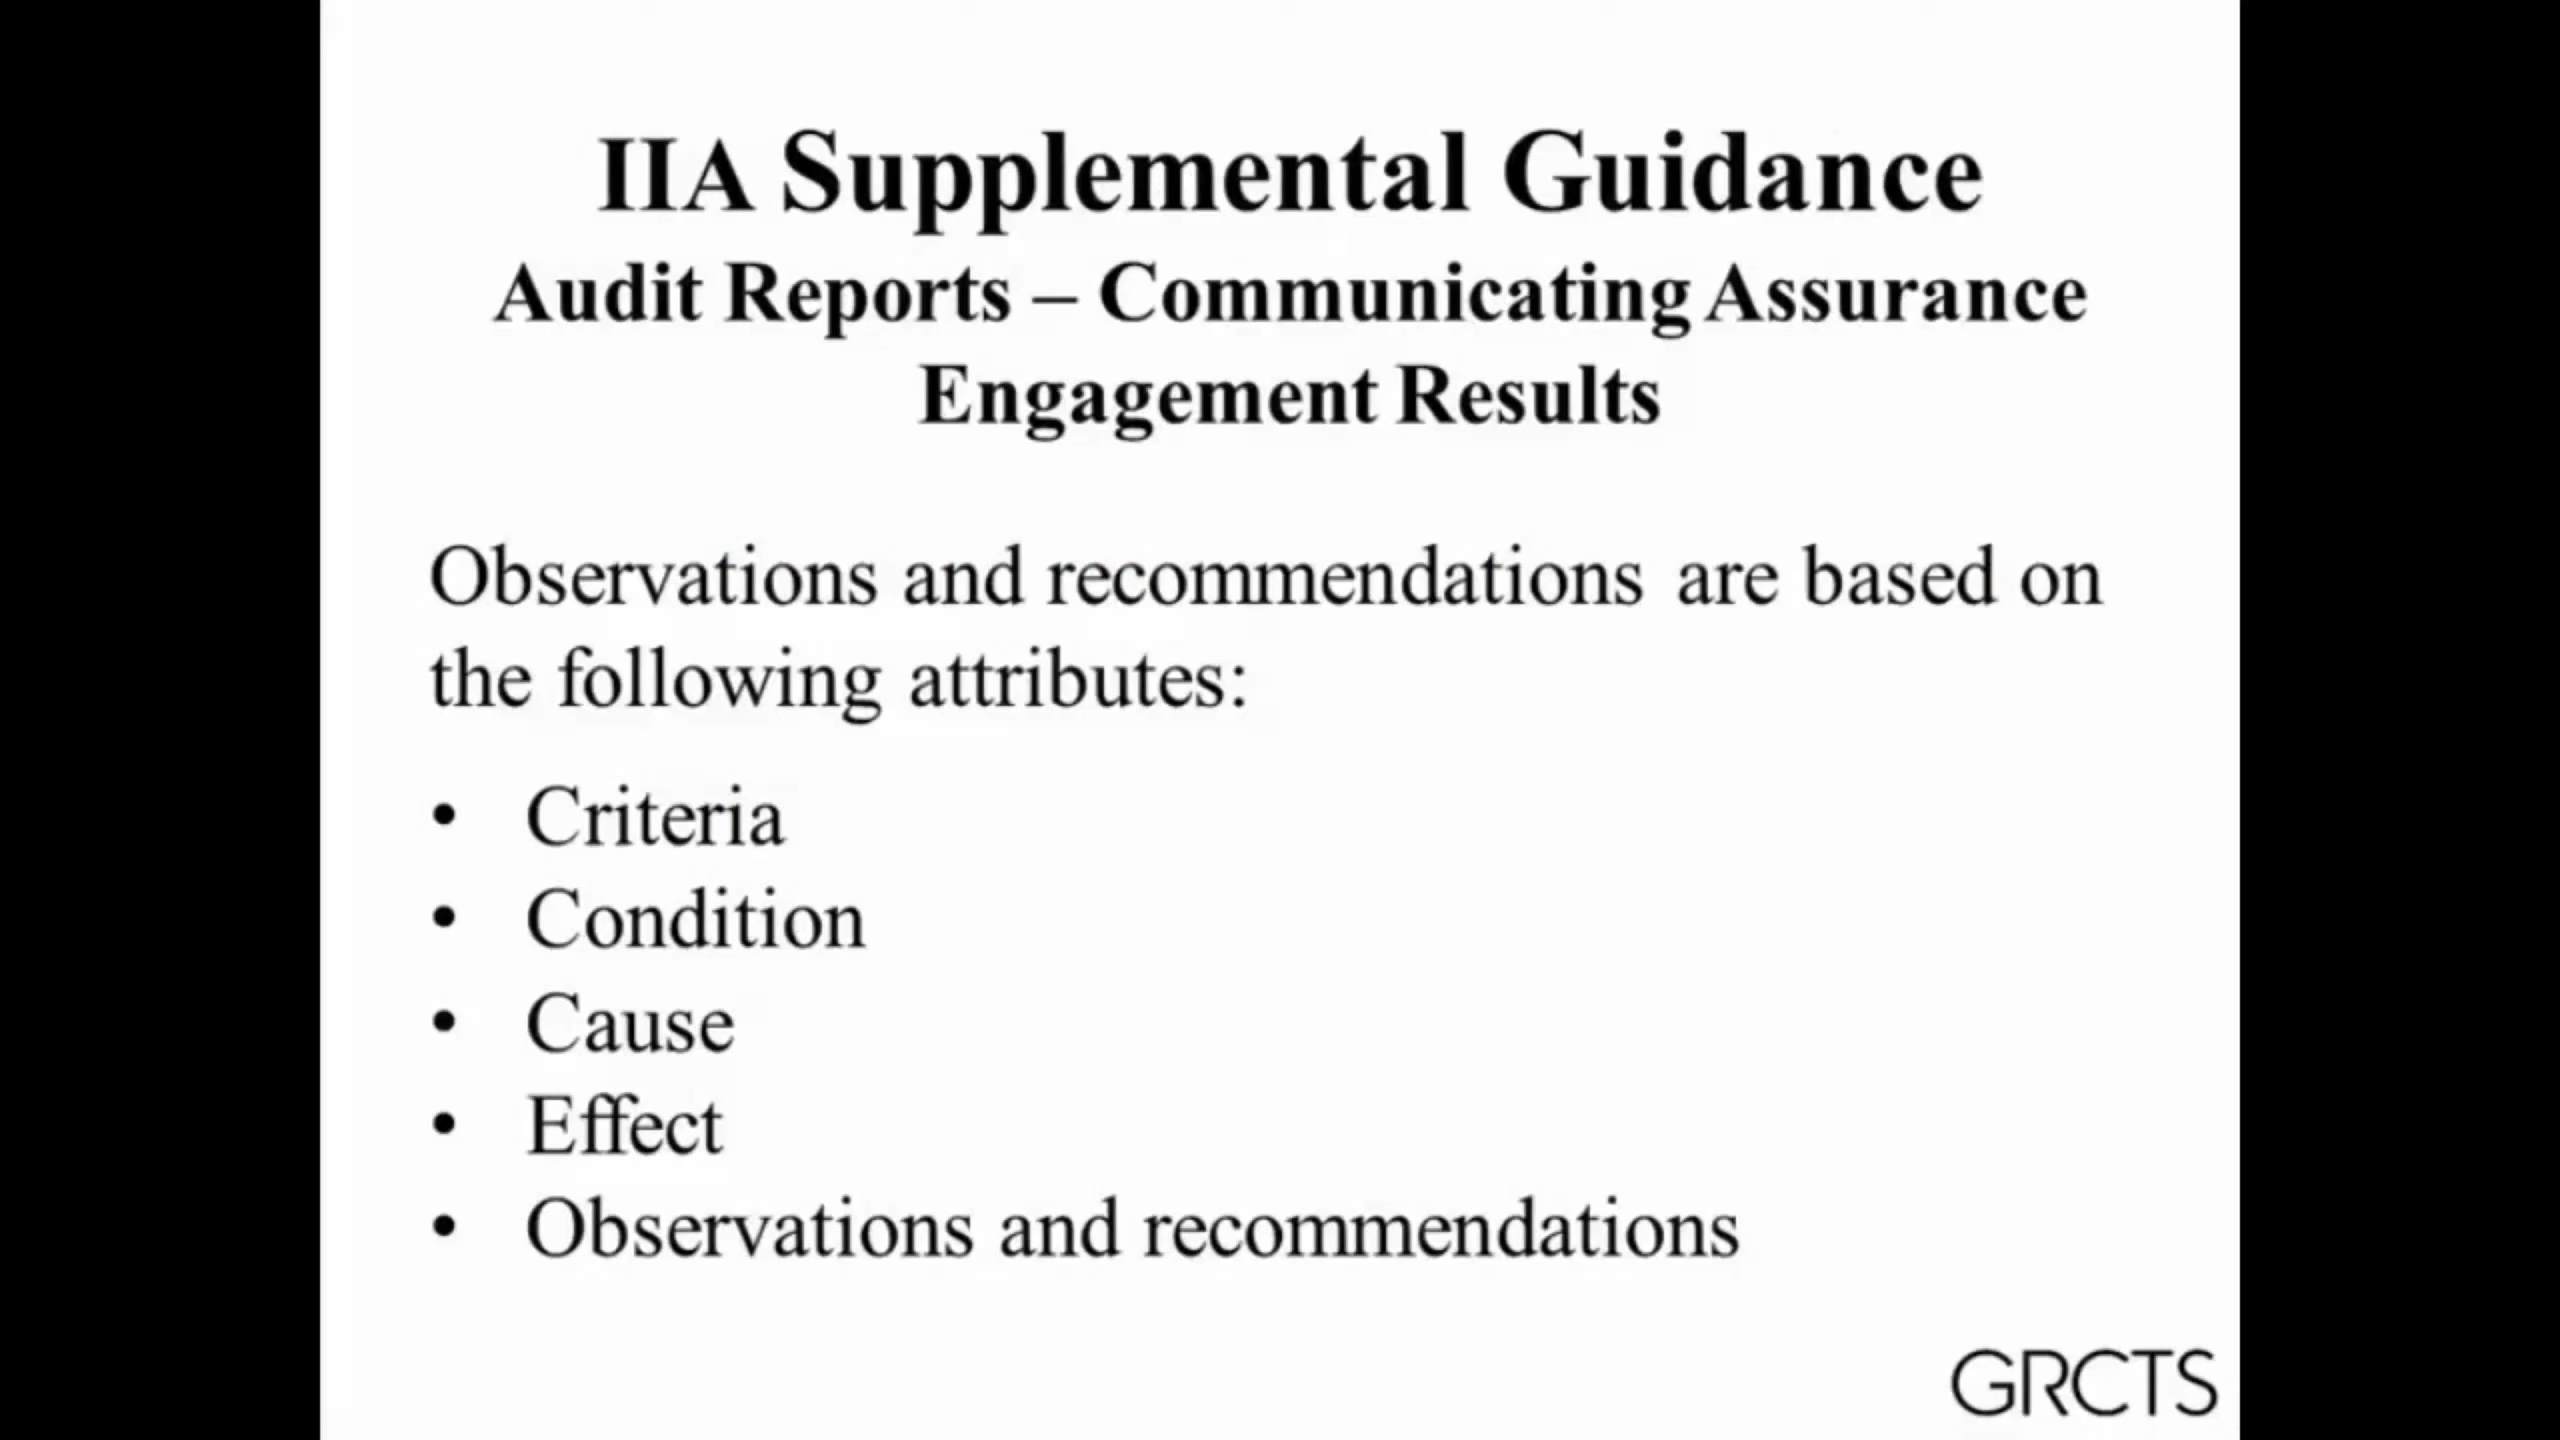 IIA Supplemental Guidance
Audit Reports – Communicating Assurance
Engagement Results
Observations and recommendations are based on
the following attributes:
• Criteria
• Condition
• Cause
• Effect
• Observations and recommendations
GRCTS